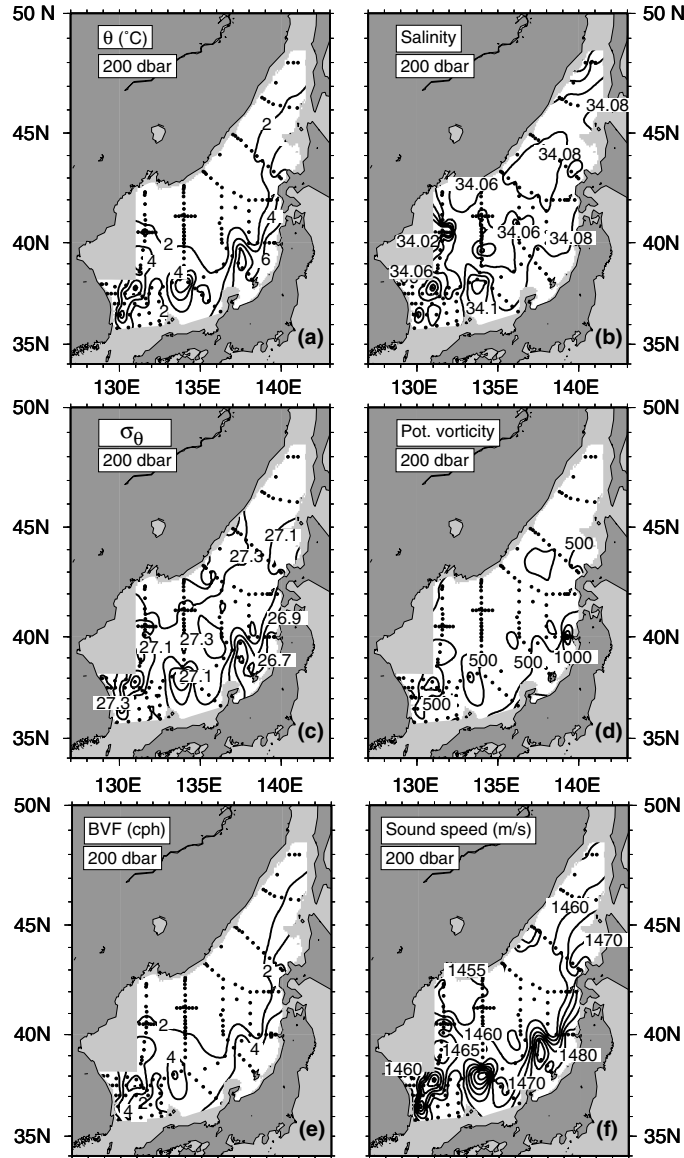 50 N
θ (˚C)
200 dbar
2
4
2
4
4
6
2
(a)
45N
40N
35N
130E 135E 140E
50 N
Salinity
200 dbar
34.08
34.08
34.06
34.06
34.02
34.08
34.06
34.1
(b)
45N
40N
35N
130E 135E 140E
50N
σθ
200 dbar
27.1
27.3
26.9
27.3
27.1
26.7
27.1
27.3
(c)
45N
40N
35N
130E 135E 140E
50N
Pot. vorticity
200 dbar
500
500
500
1000
500
(d)
45N
40N
35N
130E 135E 140E
50N
BVF (cph)
200 dbar
2
2
4
4
2
4
(e)
45N
40N
35N
50N
Sound speed (m/s)
200 dbar
1460
1470
1455
1460
1465
1480
1460
1470
(f)
45N
40N
35N